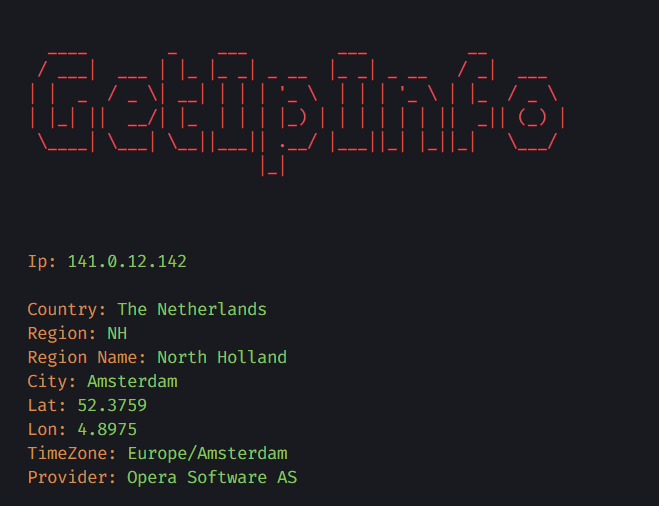 GetIpInfo
Ip: 141.0.12.142
Country: The Netherlands
Region: NH
Region Name: North Holland
City: Amsterdam
Lat: 52.3759
Lon: 4.8975
TimeZone: Europe/Amsterdam
Provider: Opera Software AS